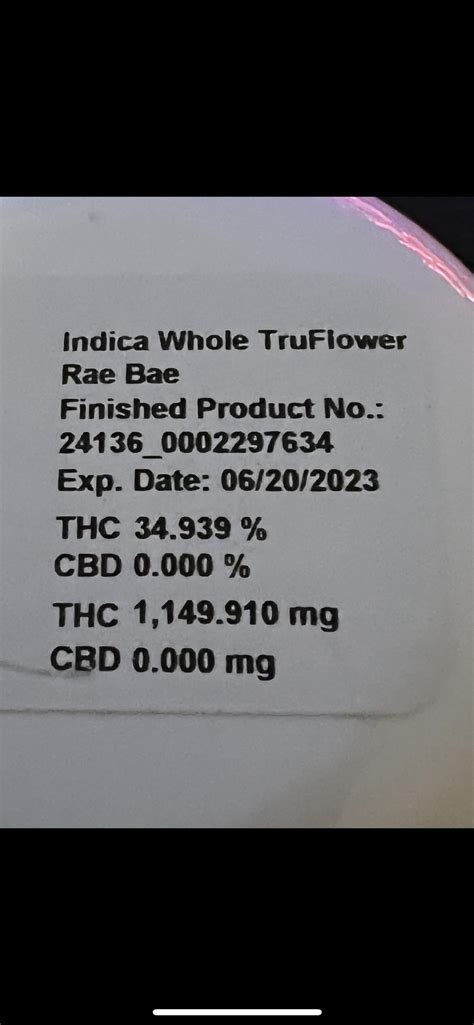 Indica Whole TruFlower
Rae Bae
Finished Product No.:
24136_0002297634
Exp. Date: 06/20/2023
THC 34.939 %
CBD 0.000 %
THC 1,149.910 mg
CBD 0.000 mg